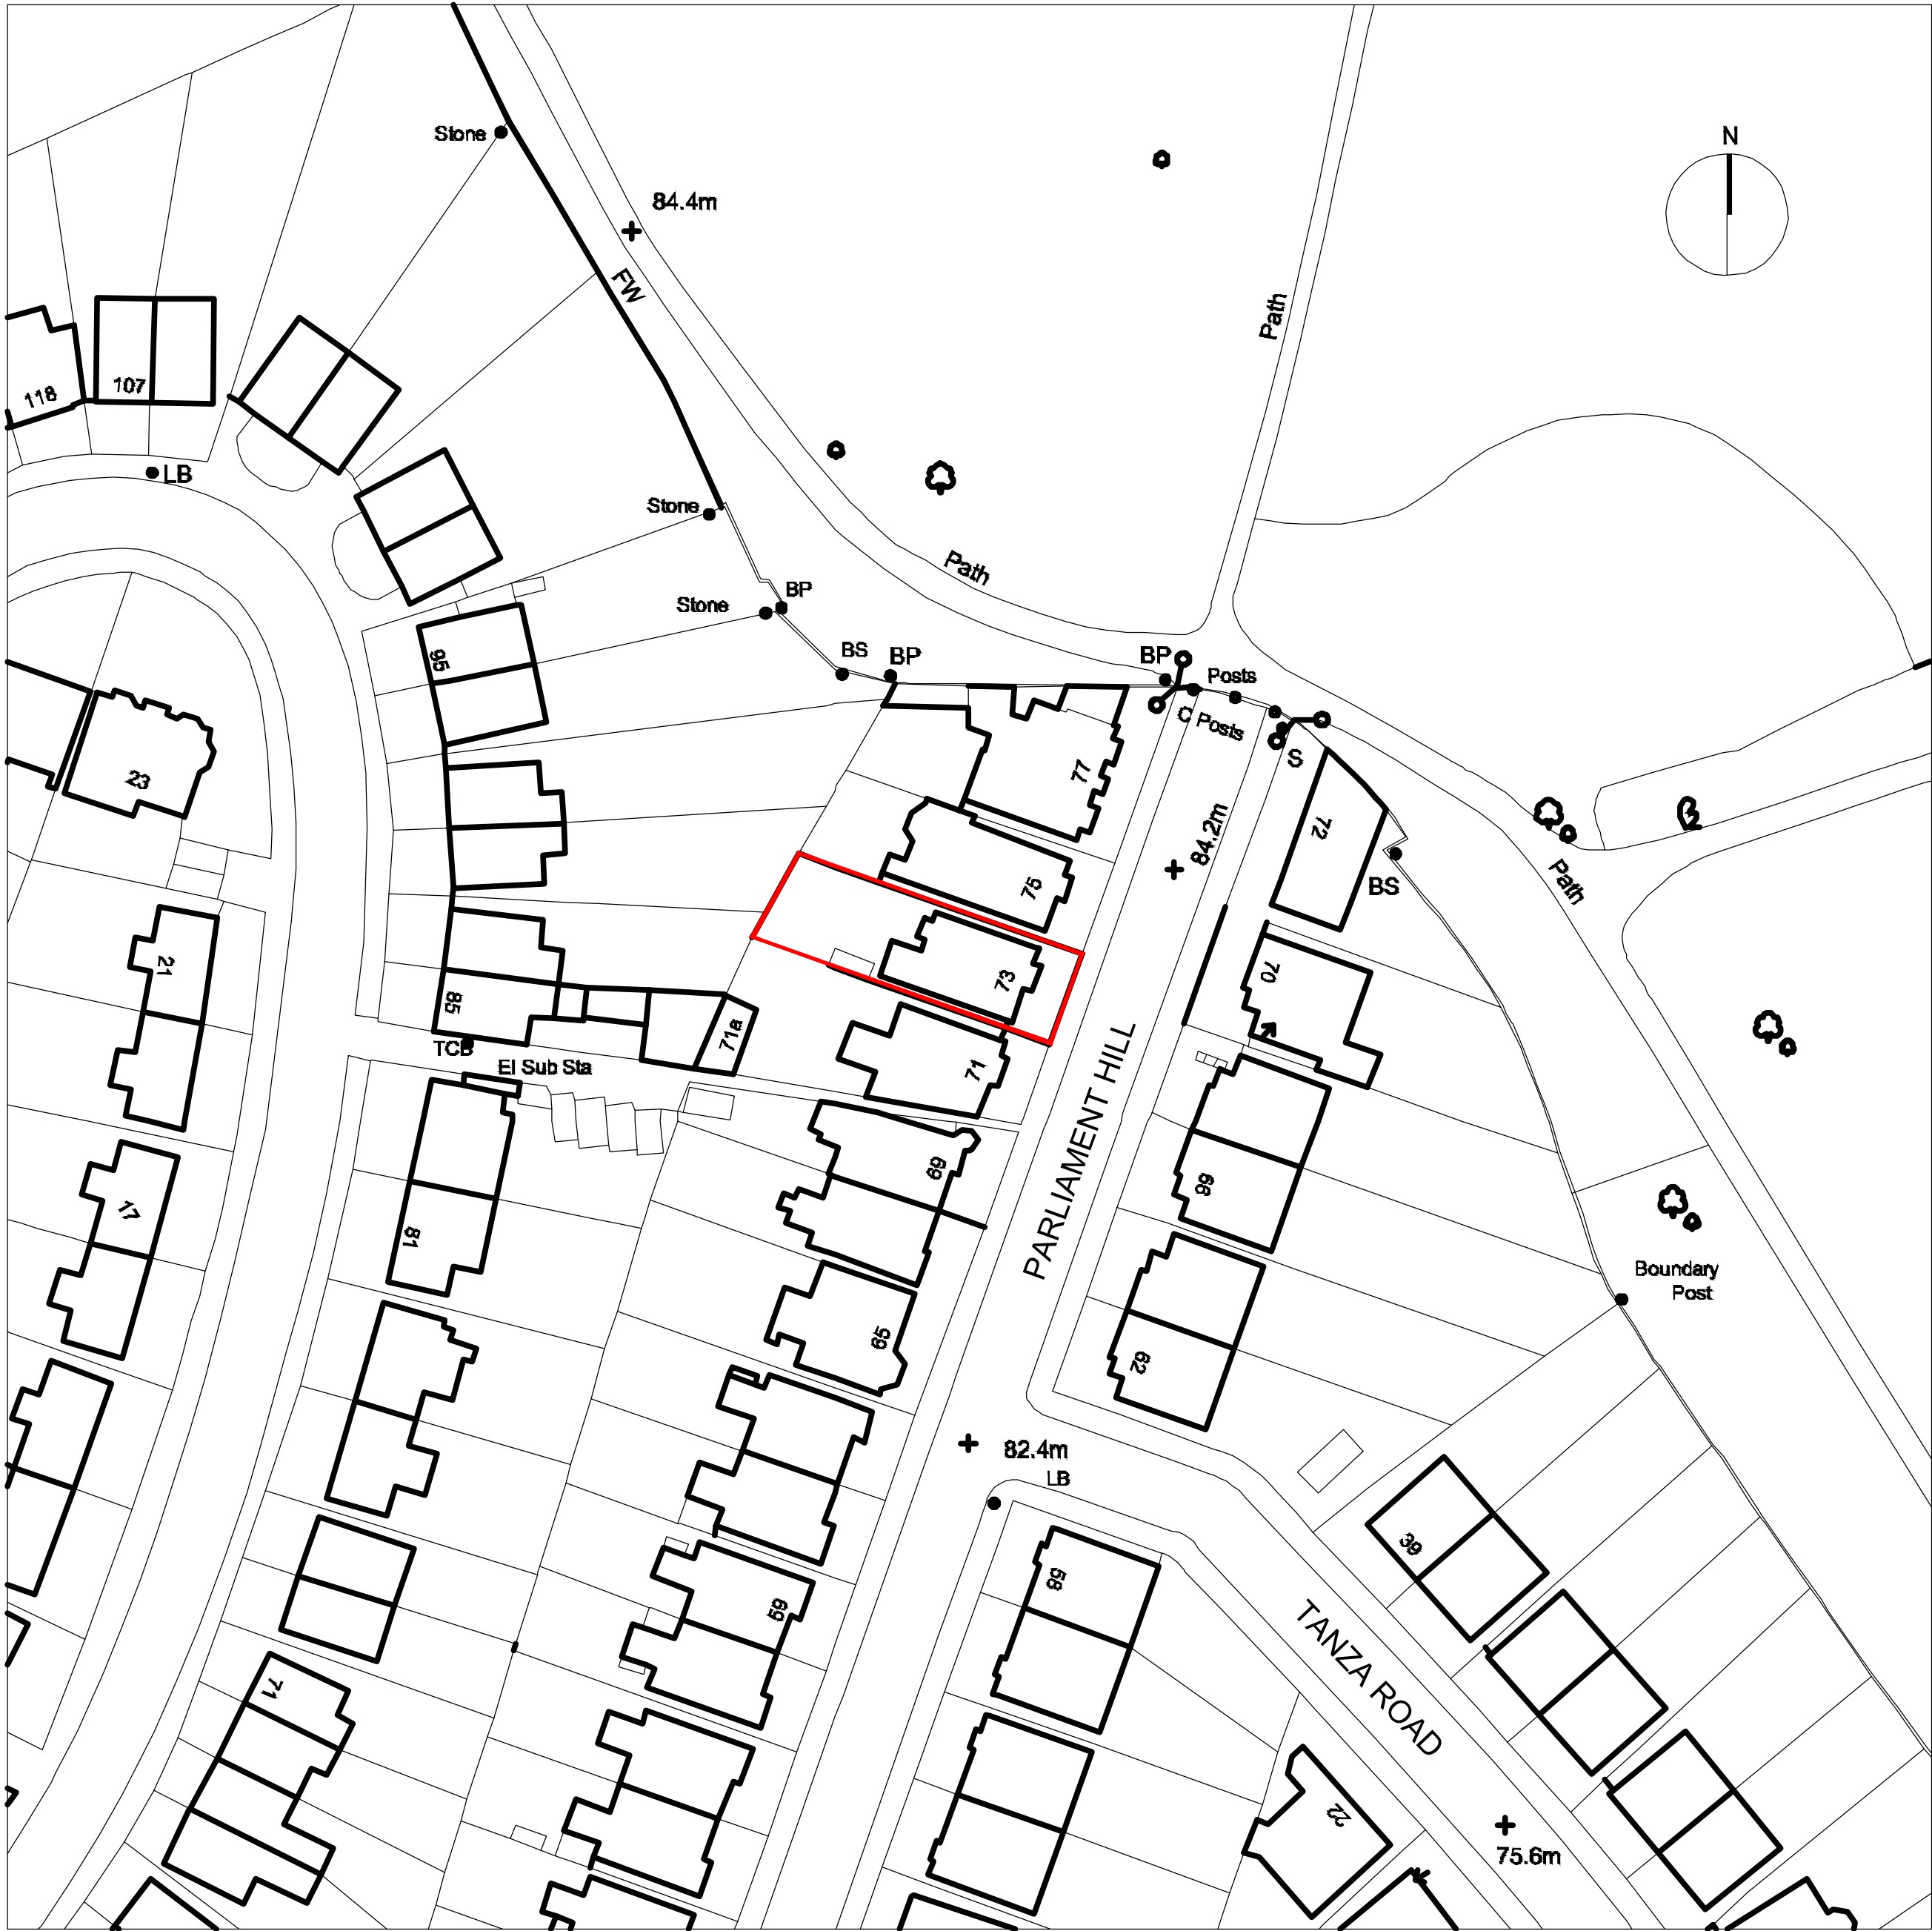 N
Stone
84.4m
FW
Path
118
107
LB
Stone
Path
BP
Stone
BS
BP
BP
Posts
C Posts
S
95
77
23
72
84.2m
75
BS
Path
21
73
70
85
71a
TCB
El Sub Sta
71
PARLIAMENT HILL
69
66
17
81
Boundary
Post
65
62
82.4m
LB
39
58
59
TANZA ROAD
71
22
75.6m